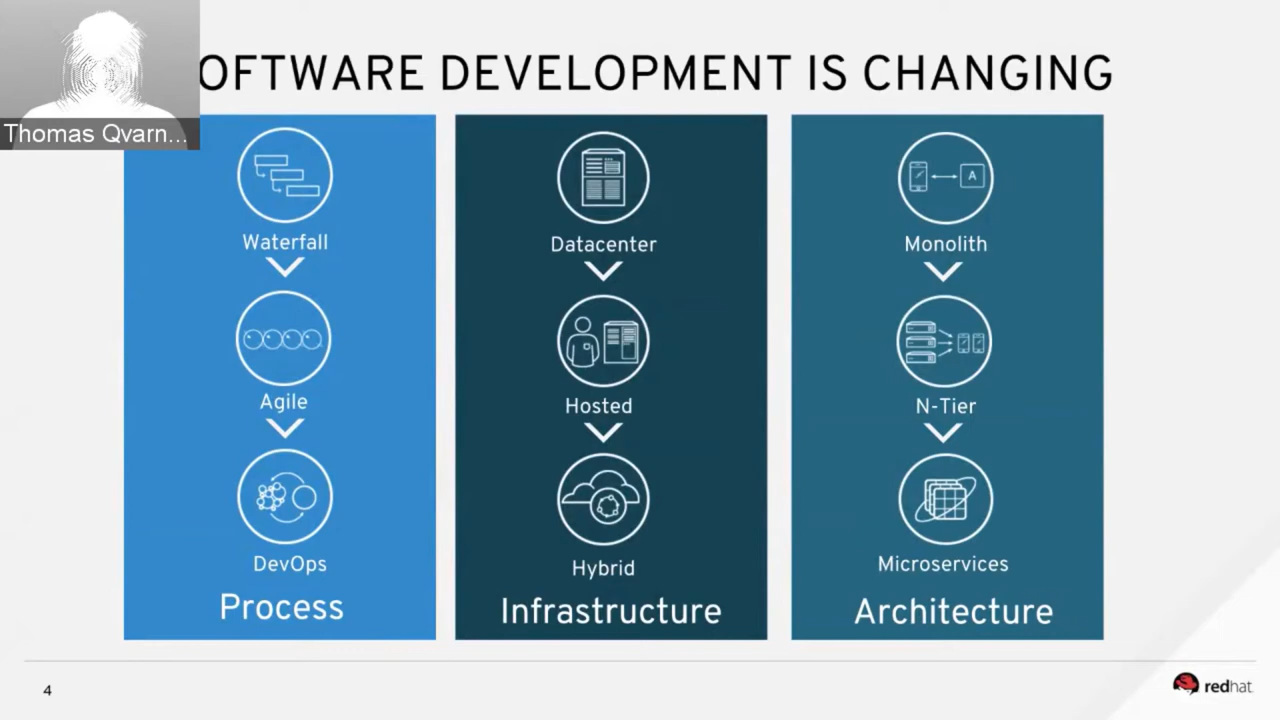 OFTWARE DEVELOPMENT IS CHANGING
Thomas Qvarn...
Waterfall
Agile
DevOps
Process
Datacenter
Hosted
Hybrid
Infrastructure
A
Monolith
N-Tier
Microservices
Architecture
4
redhat.